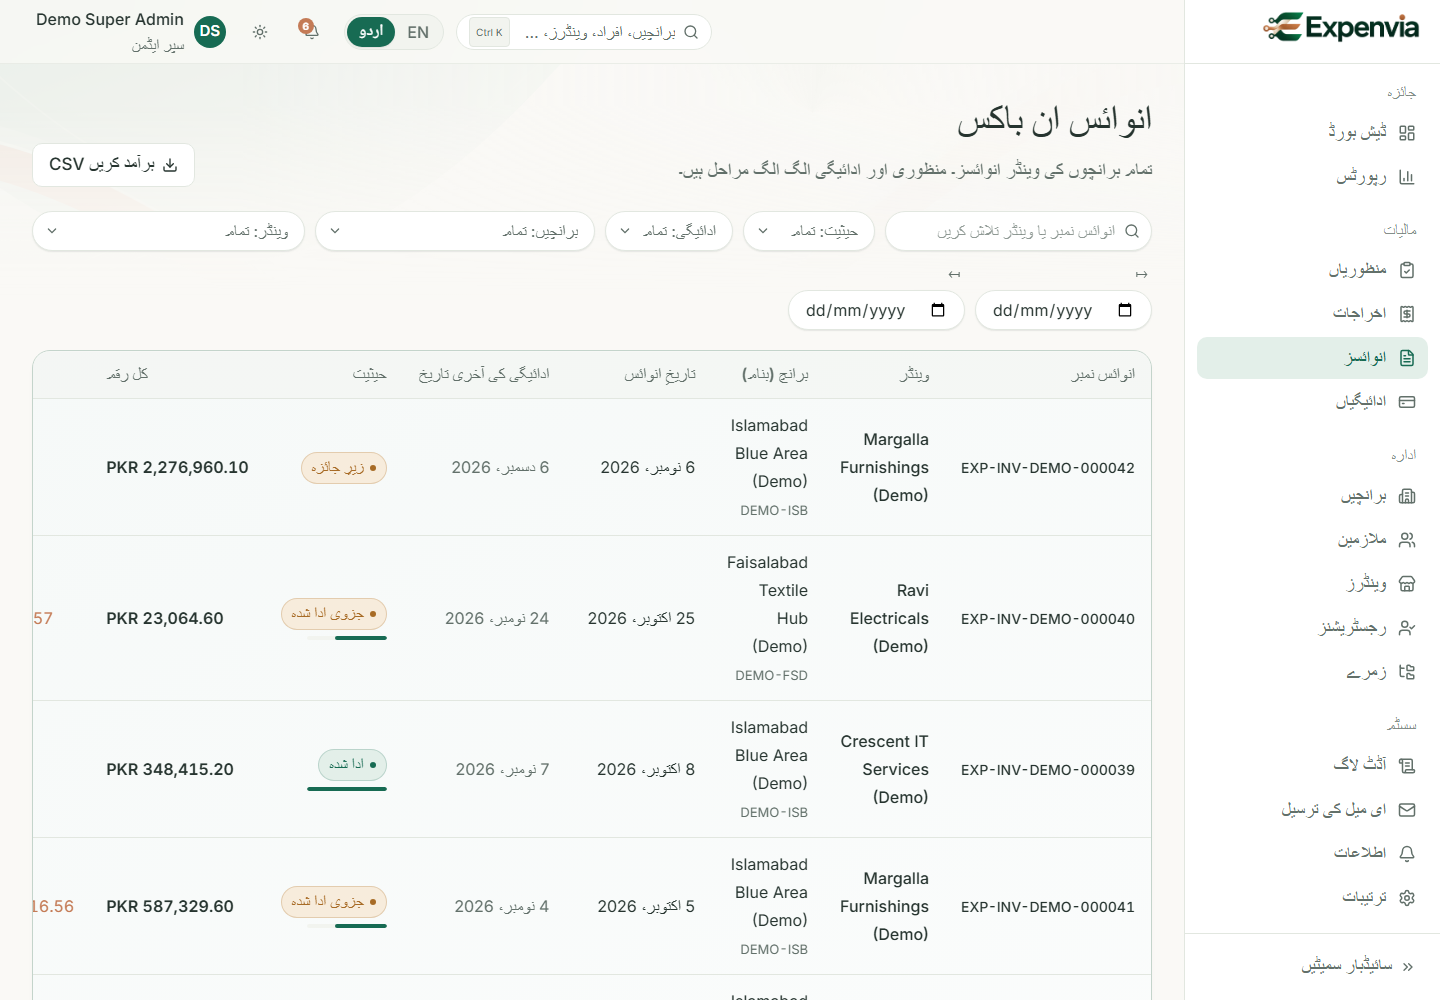 Expenvia
برانچیں، افراد، وینڈرز، ...
Ctrl K
EN
اردو
6
DS
Demo Super Admin
سپر ایڈمن
جائزہ
ڈیش بورڈ
رپورٹس
مالیات
منظوریاں
اخراجات
انوائسز
ادائیگیاں
ادارہ
برانچیں
ملازمین
وینڈرز
رجسٹریشنز
زمرے
سسٹم
آڈٹ لاگ
ای میل کی ترسیل
اطلاعات
ترتیبات
سائیڈبار سمیٹیں
انوائس ان باکس
تمام برانچوں کی وینڈر انوائسز۔ منظوری اور ادائیگی الگ الگ مراحل ہیں۔
CSV برآمد کریں
انوائس نمبر یا وینڈر تلاش کریں
حیثیت: تمام
ادائیگی: تمام
برانچیں: تمام
وینڈر: تمام
↦
↤
dd/mm/yyyy
dd/mm/yyyy
انوائس نمبر
وینڈر
برانچ (بنام)
تاریخِ انوائس
ادائیگی کی آخری تاریخ
حیثیت
کل رقم
EXP-INV-DEMO-000042
Margalla
Furnishings
(Demo)
Islamabad
Blue Area
(Demo)
DEMO-ISB
6 نومبر، 2026
6 دسمبر، 2026
زیرِ جائزہ
PKR 2,276,960.10
EXP-INV-DEMO-000040
Ravi
Electricals
(Demo)
Faisalabad
Textile
Hub
(Demo)
DEMO-FSD
25 اکتوبر، 2026
24 نومبر، 2026
جزوی ادا شدہ
PKR 23,064.60
57
EXP-INV-DEMO-000039
Crescent IT
Services
(Demo)
Islamabad
Blue Area
(Demo)
DEMO-ISB
8 اکتوبر، 2026
7 نومبر، 2026
ادا شدہ
PKR 348,415.20
EXP-INV-DEMO-000041
Margalla
Furnishings
(Demo)
Islamabad
Blue Area
(Demo)
DEMO-ISB
5 اکتوبر، 2026
4 نومبر، 2026
جزوی ادا شدہ
PKR 587,329.60
16.56
Islamabad